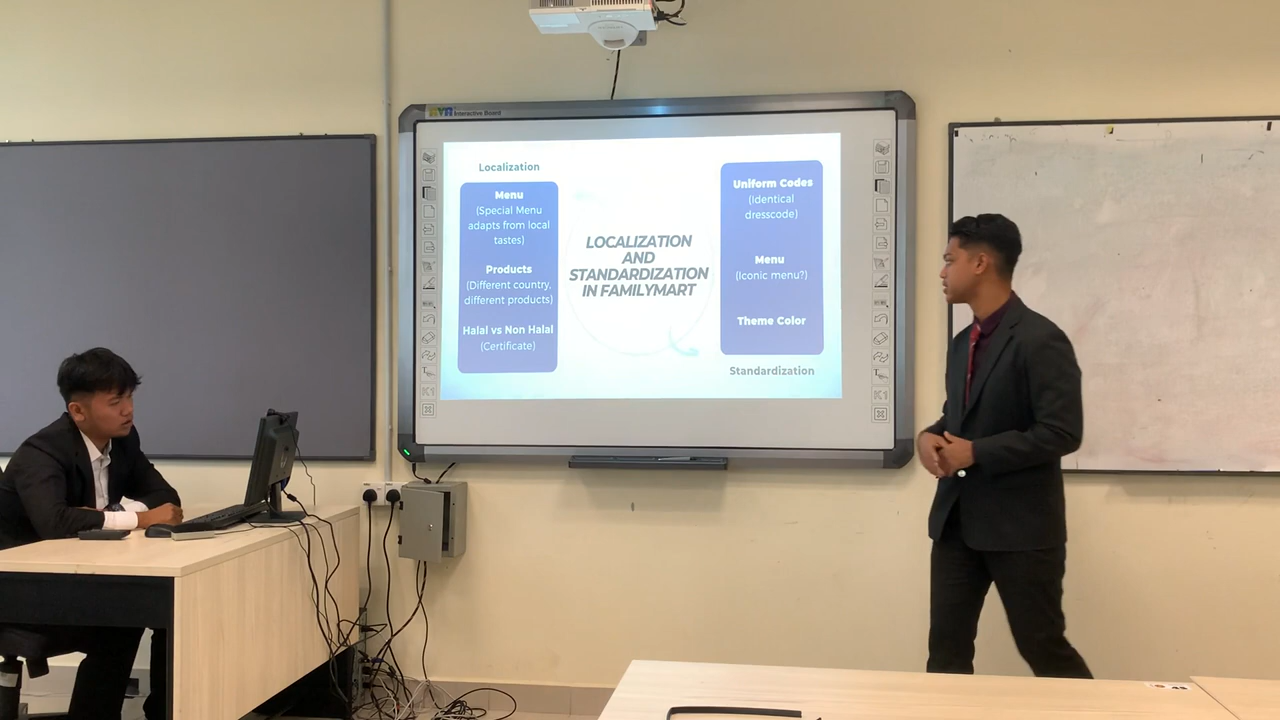 AVA Interactive Board
Localization
Menu
(Special Menu
adapts from local
tastes)
Products
(Different country,
different products)
Halal vs Non Halal
(Certificate)
LOCALIZATION
AND
STANDARDIZATION
IN FAMILYMART
Uniform Codes
(Identical
dresscode)
Menu
(Iconic menu?)
Theme Color
Standardization